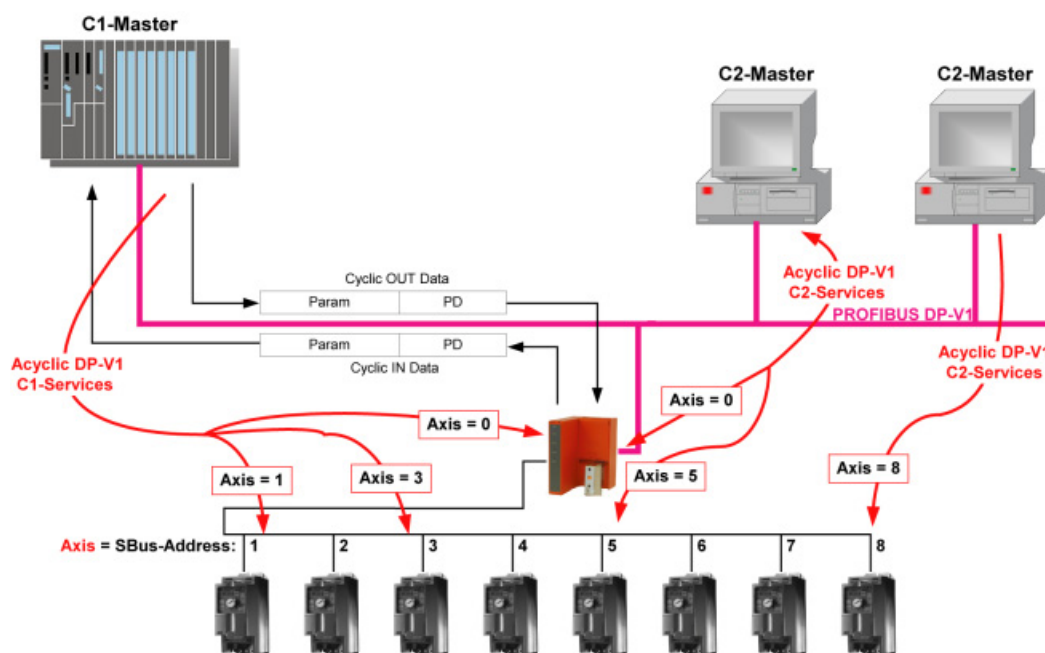 C1-Master
C2-Master
C2-Master
Cyclic OUT Data
Param
PD
Acyclic DP-V1
C2-Services
PROFIBUS DP-V1
Param
PD
Cyclic IN Data
Acyclic DP-V1
C1-Services
Acyclic DP-V1
C2-Services
Axis = 0
Axis = 0
Axis = 1
Axis = 3
Axis = 5
Axis = 8
Axis = SBus-Address:
1
2
3
4
5
6
7
8